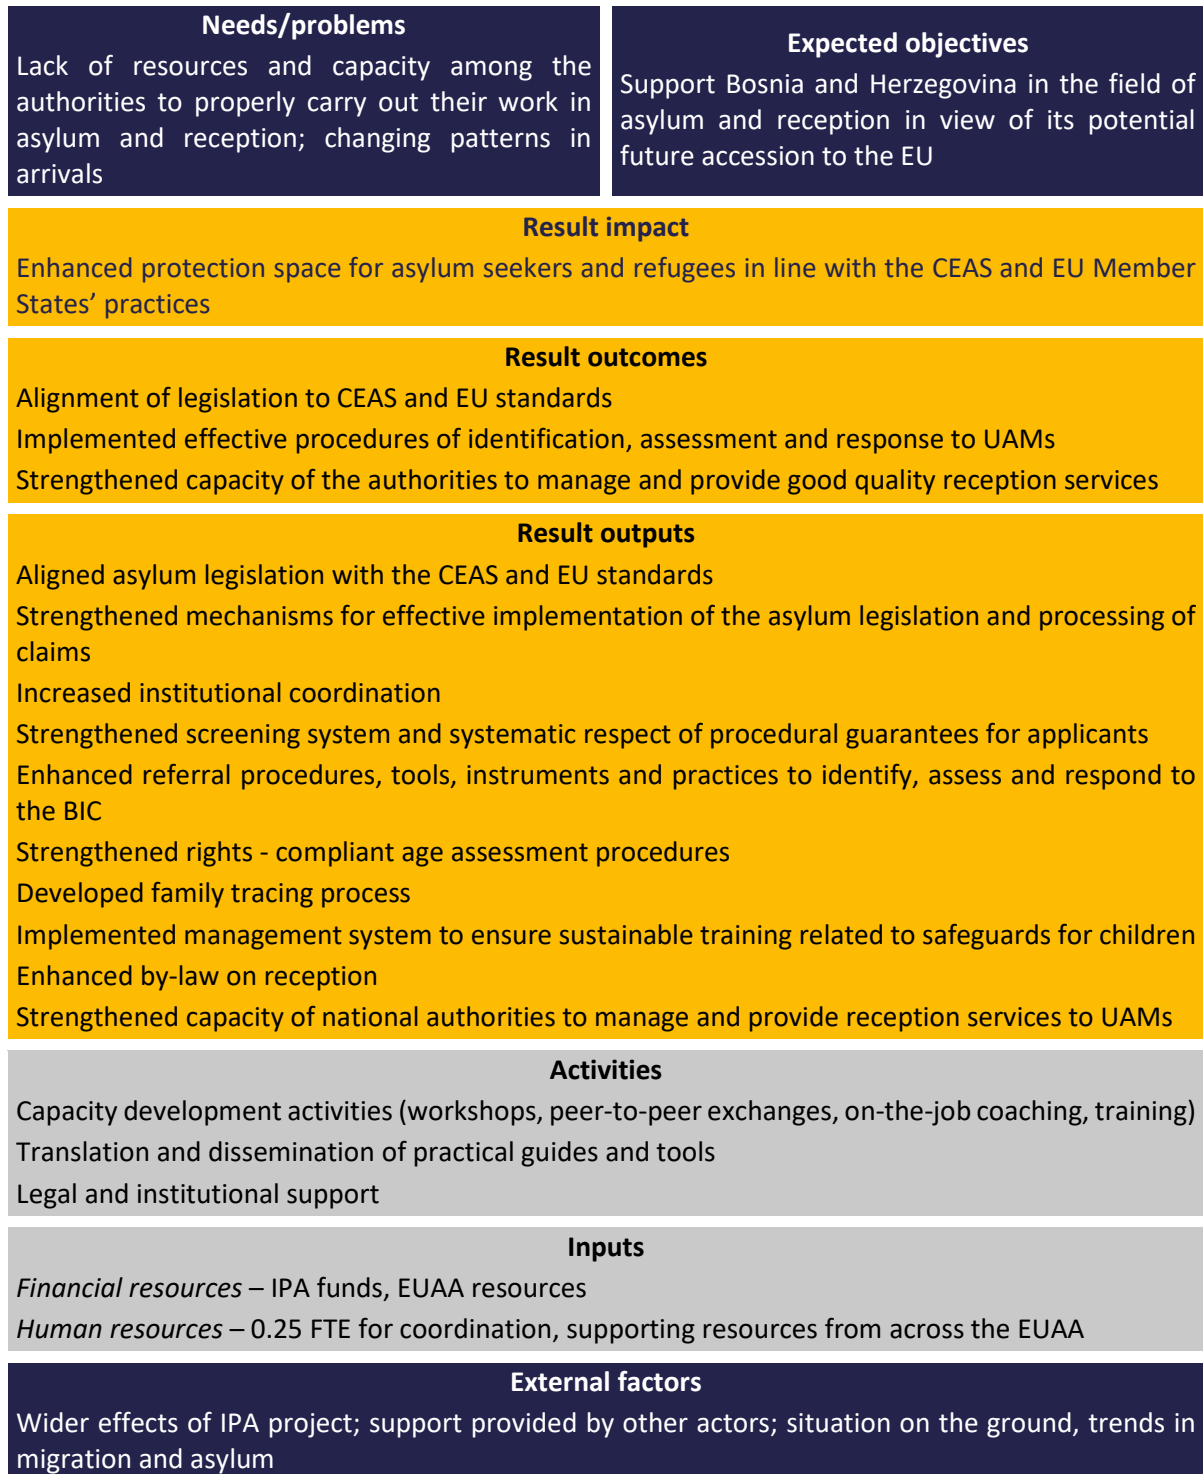 Needs/problems
Lack of resources and capacity among the
authorities to properly carry out their work in
asylum and reception; changing patterns in
arrivals
Expected objectives
Support Bosnia and Herzegovina in the field of
asylum and reception in view of its potential
future accession to the EU
Result impact
Enhanced protection space for asylum seekers and refugees in line with the CEAS and EU Member
States’ practices
Result outcomes
Alignment of legislation to CEAS and EU standards
Implemented effective procedures of identification, assessment and response to UAMs
Strengthened capacity of the authorities to manage and provide good quality reception services
Result outputs
Aligned asylum legislation with the CEAS and EU standards
Strengthened mechanisms for effective implementation of the asylum legislation and processing of
claims
Increased institutional coordination
Strengthened screening system and systematic respect of procedural guarantees for applicants
Enhanced referral procedures, tools, instruments and practices to identify, assess and respond to
the BIC
Strengthened rights - compliant age assessment procedures
Developed family tracing process
Implemented management system to ensure sustainable training related to safeguards for children
Enhanced by-law on reception
Strengthened capacity of national authorities to manage and provide reception services to UAMs
Activities
Capacity development activities (workshops, peer-to-peer exchanges, on-the-job coaching, training)
Translation and dissemination of practical guides and tools
Legal and institutional support
Inputs
Financial resources – IPA funds, EUAA resources
Human resources – 0.25 FTE for coordination, supporting resources from across the EUAA
External factors
Wider effects of IPA project; support provided by other actors; situation on the ground, trends in
migration and asylum